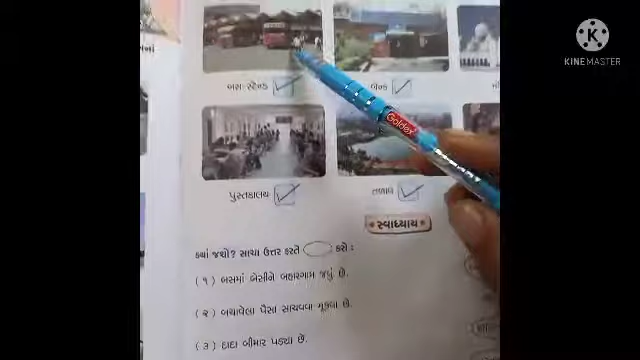 KINEMASTER
બસ-સ્ટેન્ડ
બેન્ક
પુસ્તકાલય
તળાવ
Goldex
સ્વાધ્યાય
ક્યાં જશો? સાચા ઉત્તર ફરતે કરો :
(૧) બસમાં બેસીને બહારગામ જવું છે.
(૨) બચાવેલા પૈસા સાચવવા મૂકવા છે.
(૩) દાદા બીમાર પડ્યા છે.